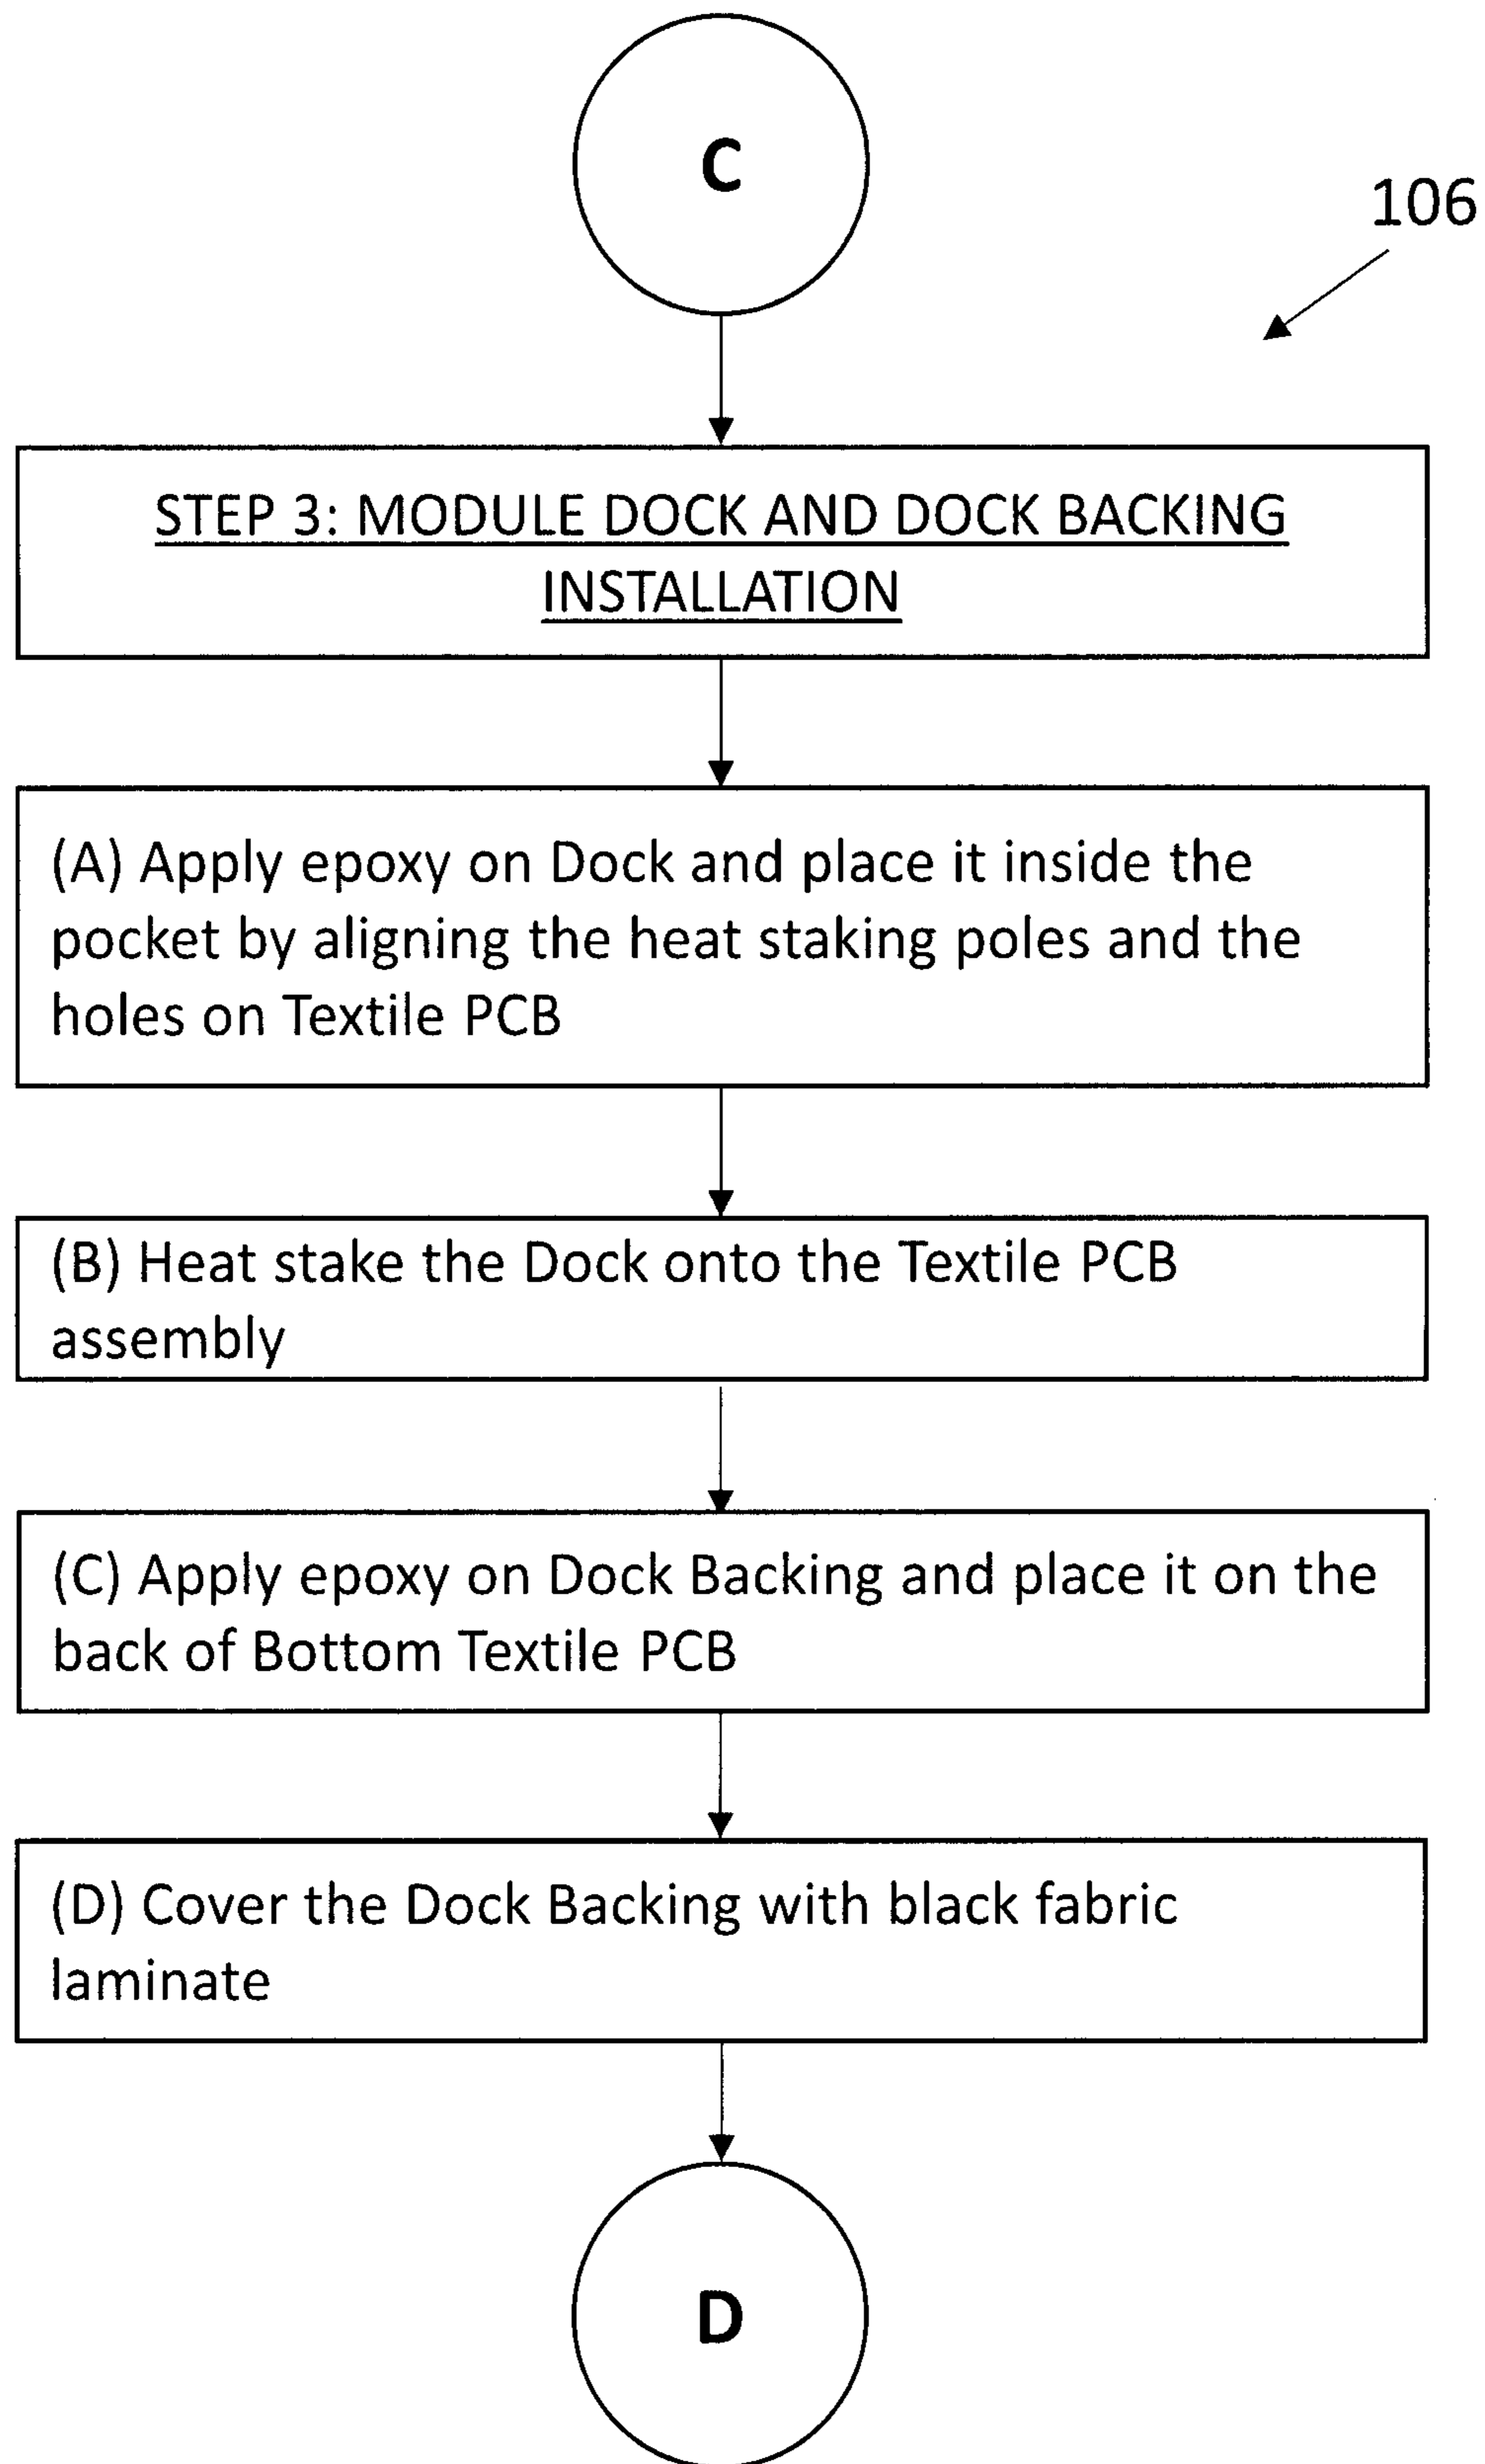 C
106
STEP 3: MODULE DOCK AND DOCK BACKING
INSTALLATION
(A) Apply epoxy on Dock and place it inside the
pocket by aligning the heat staking poles and the
holes on Textile PCB
(B) Heat stake the Dock onto the Textile PCB
assembly
(C) Apply epoxy on Dock Backing and place it on the
back of Bottom Textile PCB
(D) Cover the Dock Backing with black fabric
laminate
D